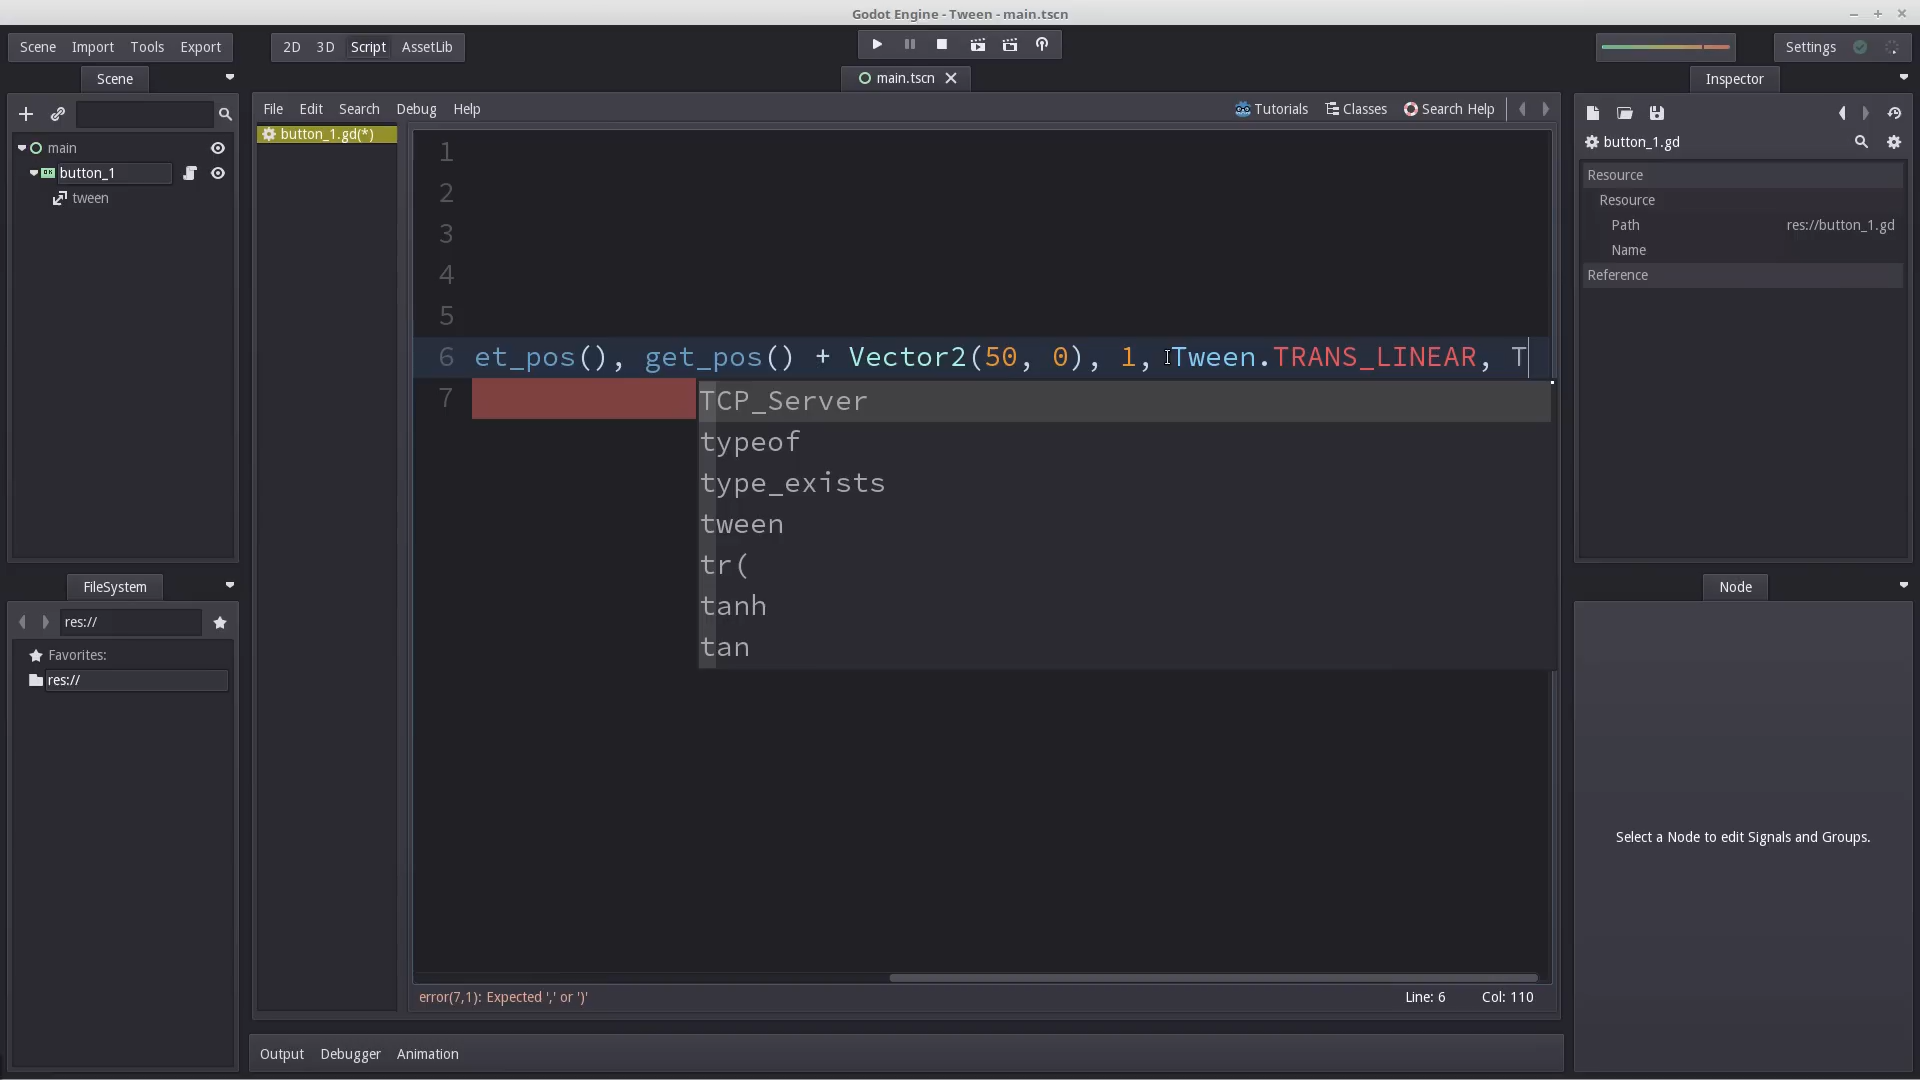 Godot Engine - Tween - main.tscn
Scene Import Tools Export
2D 3D Script AssetLib
Settings
Scene
main.tscn
Inspector
File Edit Search Debug Help
Tutorials Classes Search Help
button_1.gd(*)
main
button_1
tween
button_1.gd
Resource
Resource
Path res://button_1.gd
Name
Reference
1
2
3
4
5
6 et_pos(), get_pos() + Vector2(50, 0), 1, Tween.TRANS_LINEAR, T
7
TCP_Server
typeof
type_exists
tween
tr(
tanh
tan
FileSystem
res://
Favorites:
res://
Node
Select a Node to edit Signals and Groups.
error(7,1): Expected ',' or ')'
Line: 6 Col: 110
Output Debugger Animation